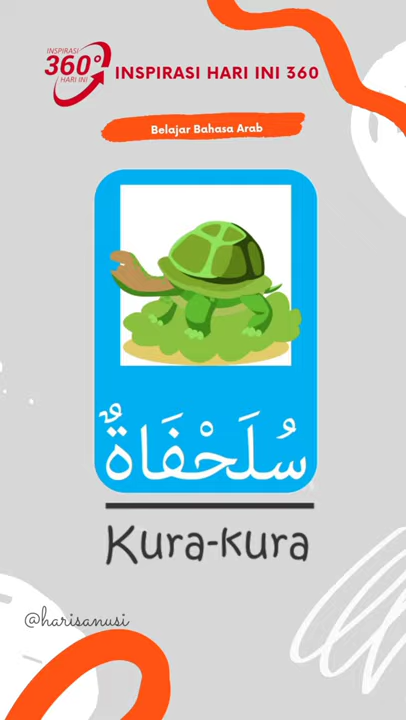 INSPIRASI
360°
HARI INI
INSPIRASI HARI INI 360
Belajar Bahasa Arab
سُلَحْفَاةٌ
Kura-kura
@harisanusi